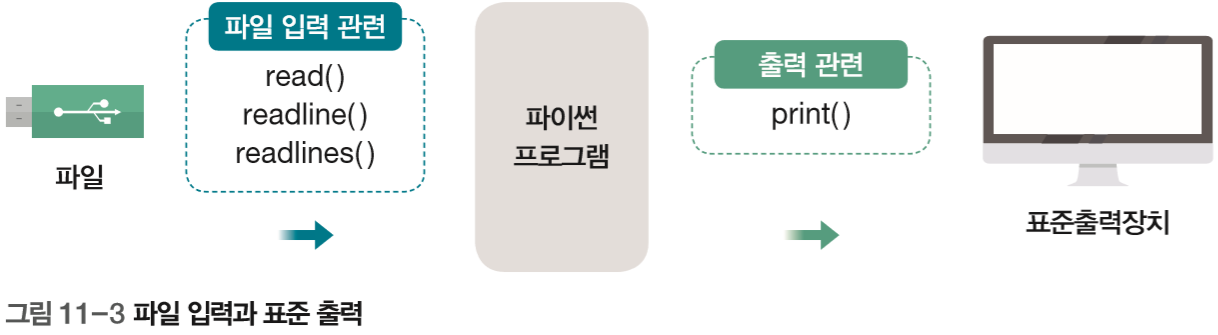 파일 입력 관련
read()
readline()
readlines()
파일
파이썬
프로그램
출력 관련
print()
표준출력장치
그림 11-3 파일 입력과 표준 출력